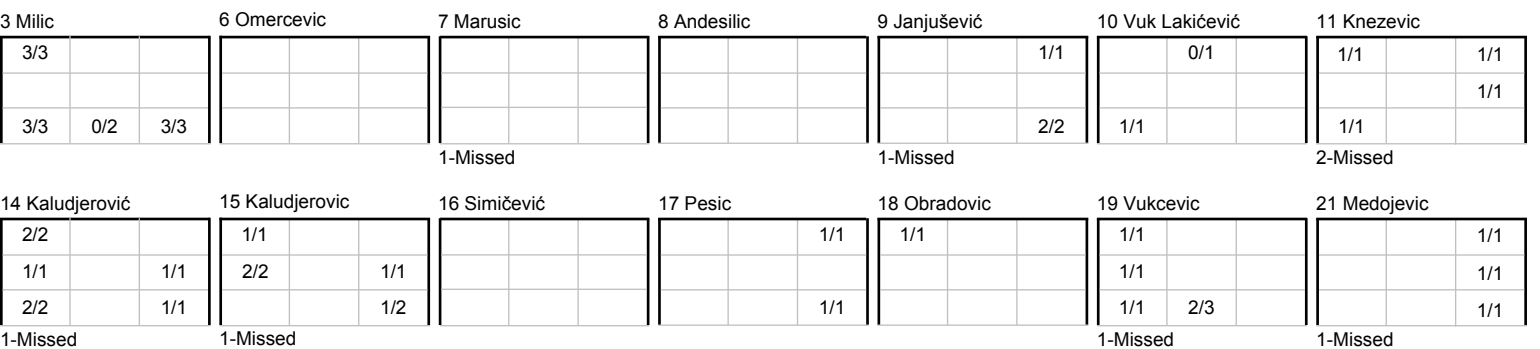 3 Milic 6 Omercevic 7 Marusic 8 Andesilic 9 Janjušević 10 Vuk Lakićević 11 Knezevic
3/3 1/1 0/1 1/1 1/1
1/1
3/3 0/2 3/3 2/2 1/1 1/1
1-Missed 1-Missed 2-Missed
14 Kaludjerović 15 Kaludjerovic 16 Simičević 17 Pesic 18 Obradovic 19 Vukcevic 21 Medojevic
2/2 1/1 1/1 1/1 1/1 1/1
1/1 1/1 2/2 1/1 1/1 1/1
2/2 1/1 1/2 1/1 1/1 2/3 1/1
1-Missed 1-Missed 1-Missed 1-Missed